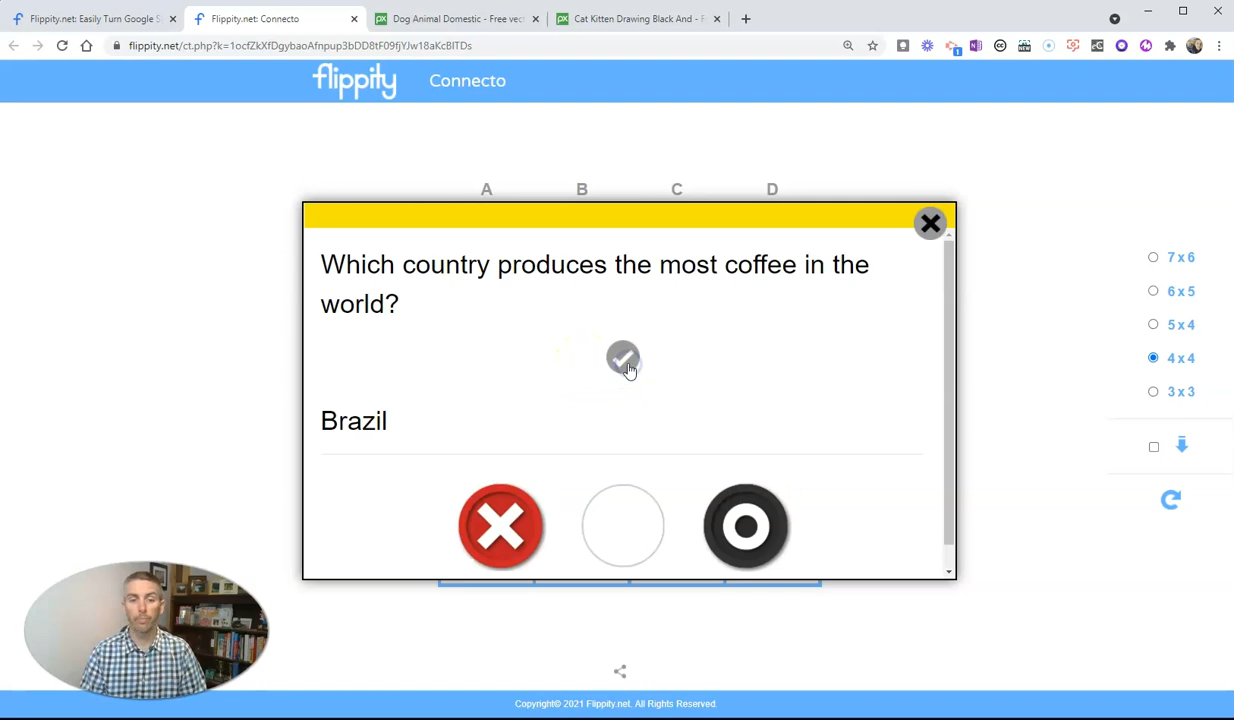 Flippity.net: Easily Turn Google S
Flippity.net: Connecto
Dog Animal Domestic - Free vec
Cat Kitten Drawing Black And - F
flippity.net/ct.php?k=1ocfZkXfDgybaoAfnpup3bDD8tF09fjYJw18aKcBITDs
flippity
Connecto
A B C D
Which country produces the most coffee in the
world?
Brazil
7 x 6
6 x 5
5 x 4
4 x 4
3 x 3
Copyright© 2021 Flippity.net. All Rights Reserved.